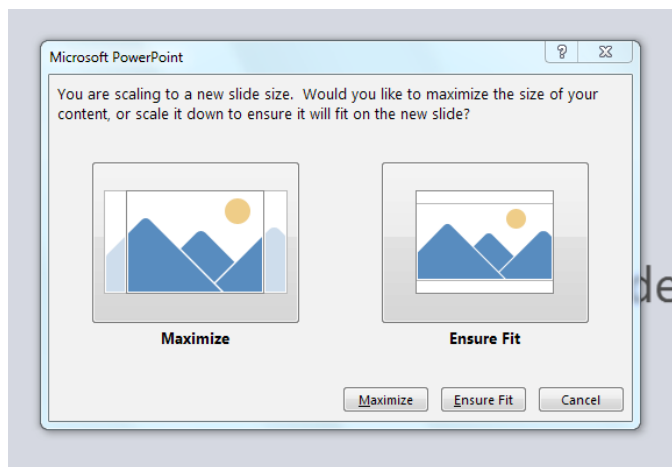 Microsoft PowerPoint
You are scaling to a new slide size.  Would you like to maximize the size of your
content, or scale it down to ensure it will fit on the new slide?
de
Maximize
Ensure Fit
Maximize
Ensure Fit
Cancel